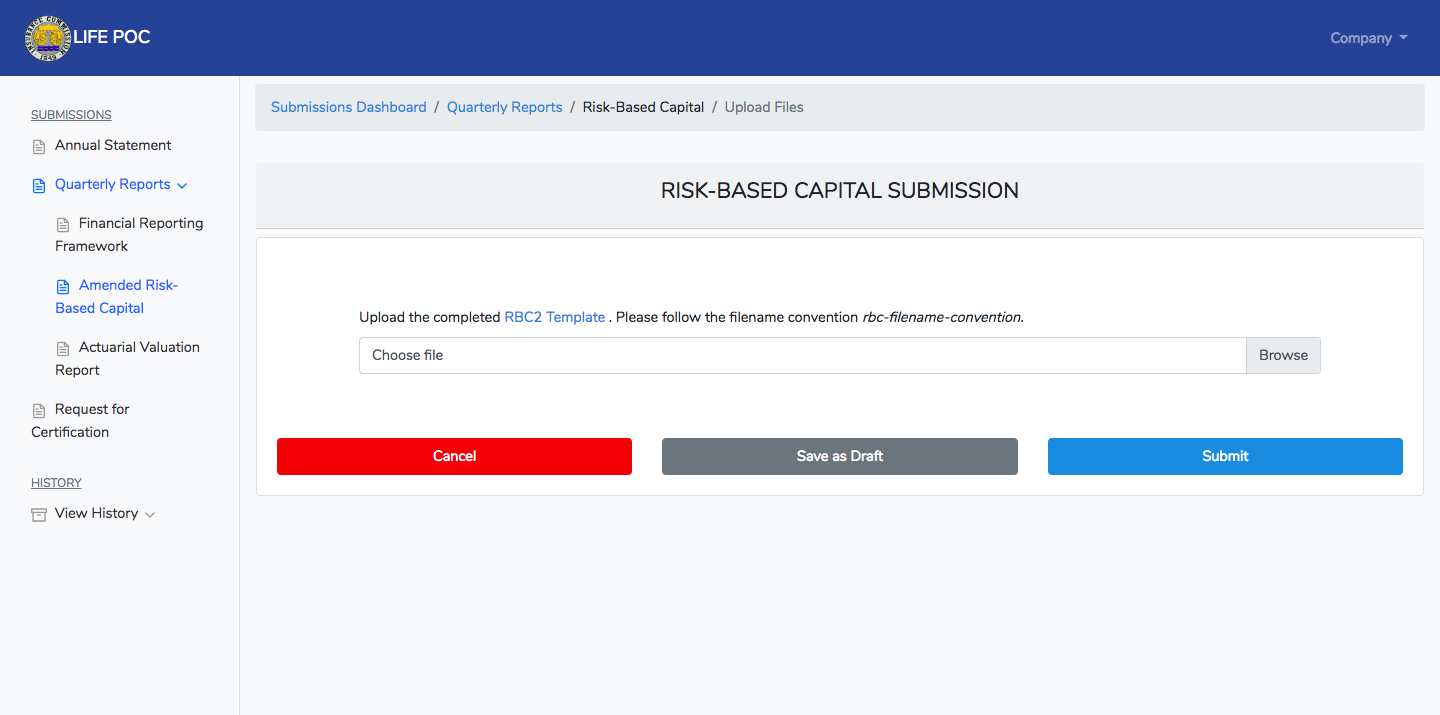 INSURANCE COMMISSION
1949
LIFE POC
Company
Submissions Dashboard / Quarterly Reports / Risk-Based Capital / Upload Files
SUBMISSIONS
Annual Statement
Quarterly Reports
Financial Reporting
Framework
Amended Risk-
Based Capital
Actuarial Valuation
Report
Request for
Certification
HISTORY
View History
RISK-BASED CAPITAL SUBMISSION
Upload the completed RBC2 Template . Please follow the filename convention rbc-filename-convention.
Choose file
Browse
Cancel
Save as Draft
Submit